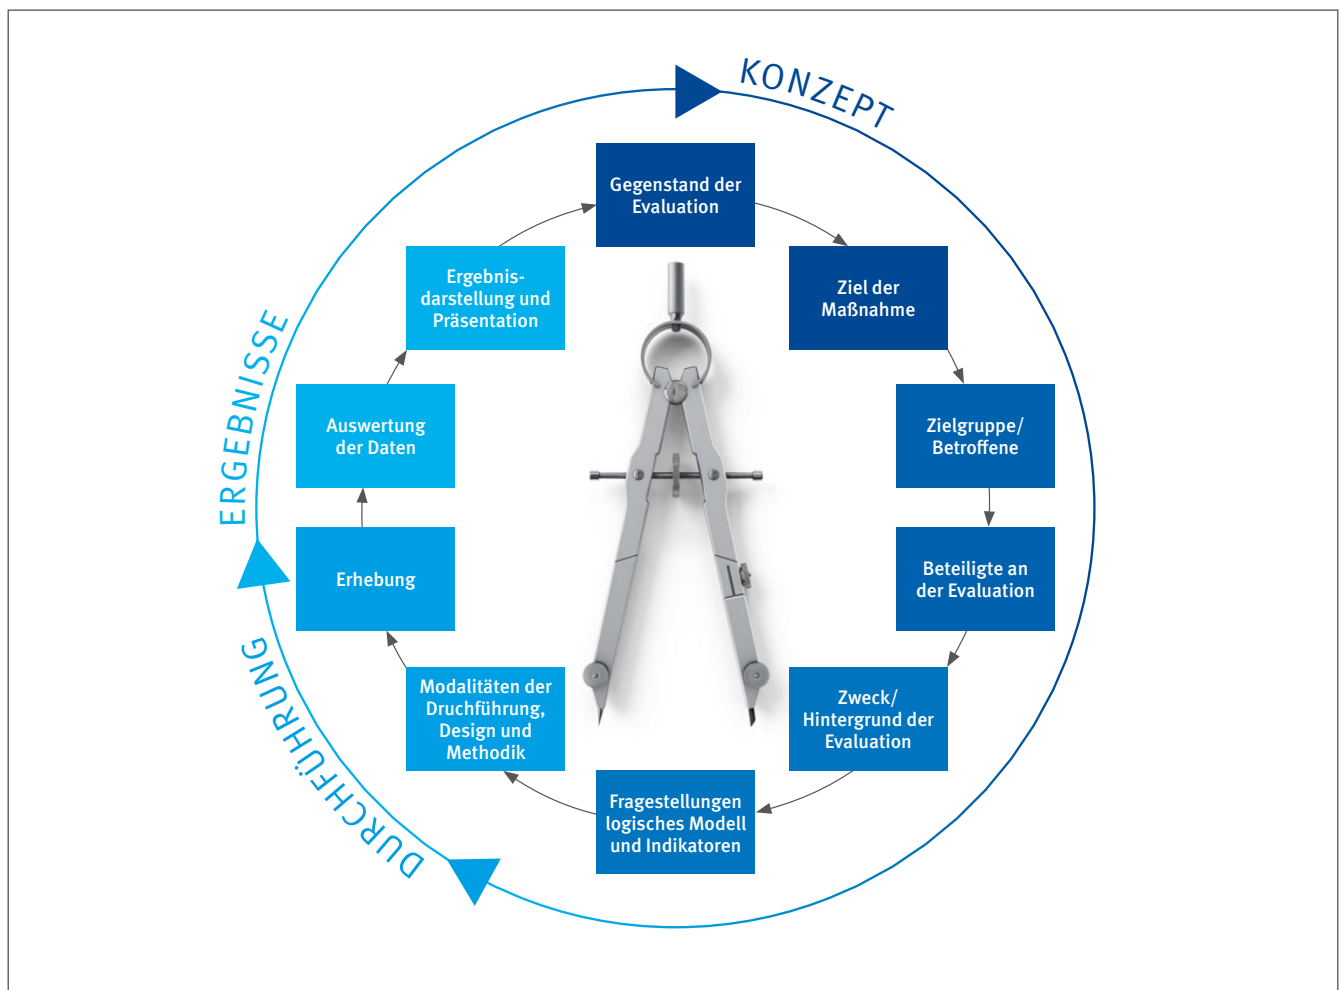 KONZEPT
Gegenstand der
Evaluation
Ziel der
Maßnahme
Zielgruppe/
Betroffene
Beteiligte an
der Evaluation
Zweck/
Hintergrund der
Evaluation
Fragestellungen
logisches Modell
und Indikatoren
DURCHFÜHRUNG
Modalitäten der
Druchführung,
Design und
Methodik
Erhebung
ERGEBNISSE
Auswertung
der Daten
Ergebnis-
darstellung und
Präsentation